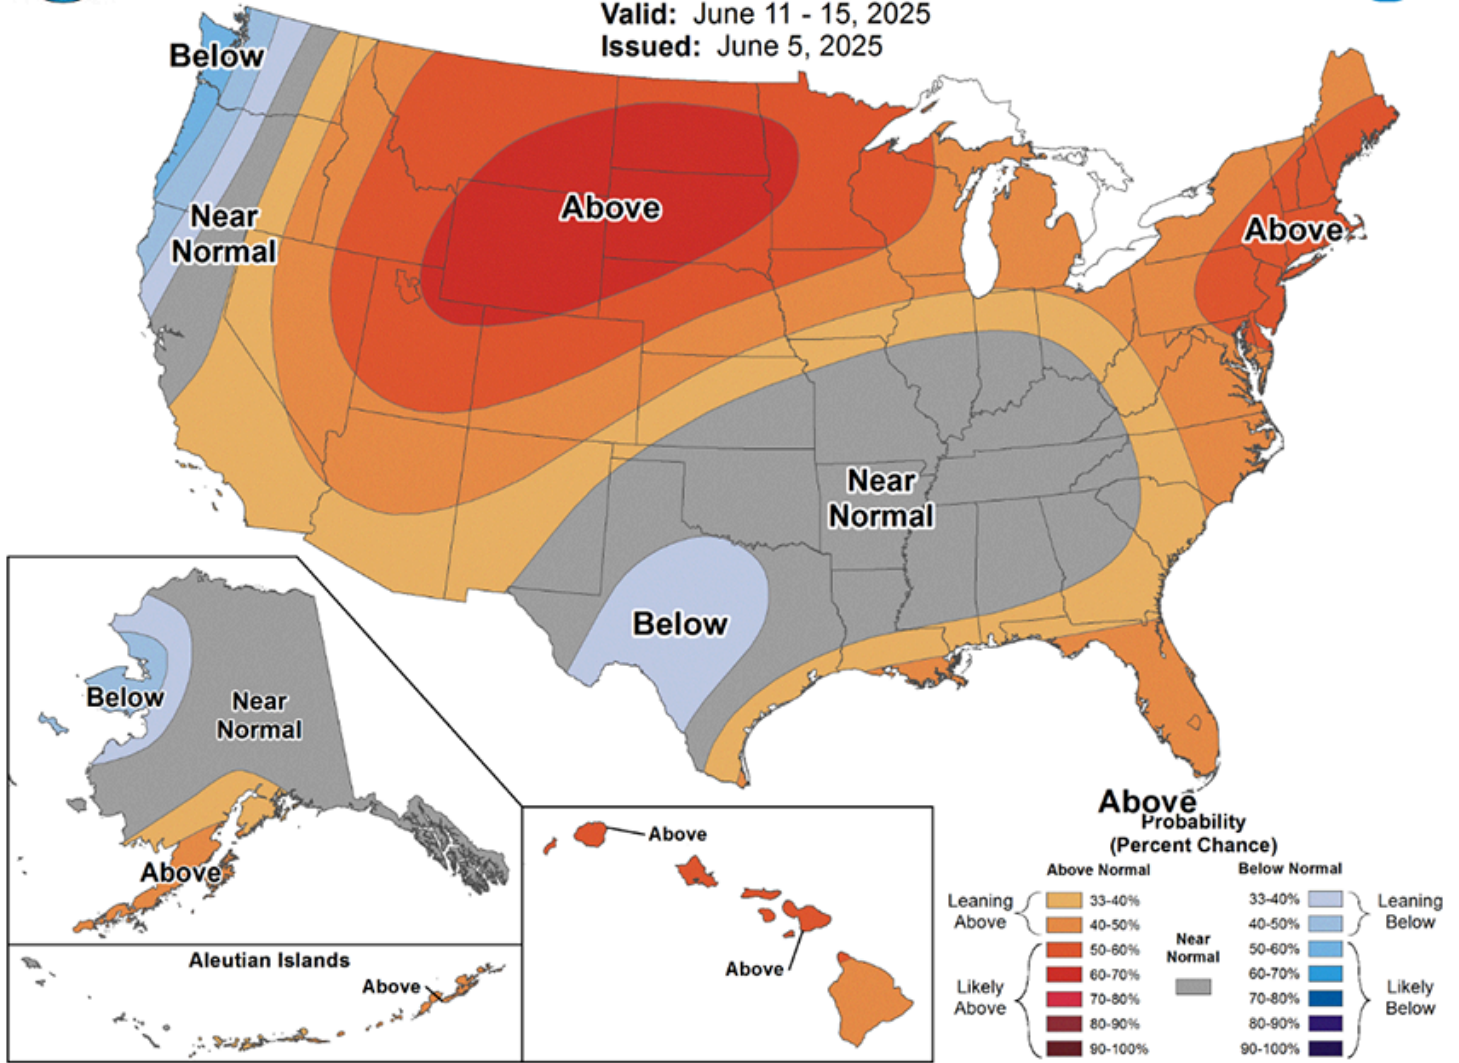 Valid: June 11 - 15, 2025
Issued: June 5, 2025
Below
Near
Normal
Above
Above
Near
Normal
Below
Below
Near
Normal
Above
Aleutian Islands
Above
Above
Above
Above
Probability
(Percent Chance)
Above Normal
Below Normal
Leaning
Above
33-40%
40-50%
Likely
Above
50-60%
60-70%
70-80%
80-90%
90-100%
Near
Normal
33-40%
40-50%
Leaning
Below
50-60%
60-70%
70-80%
80-90%
90-100%
Likely
Below